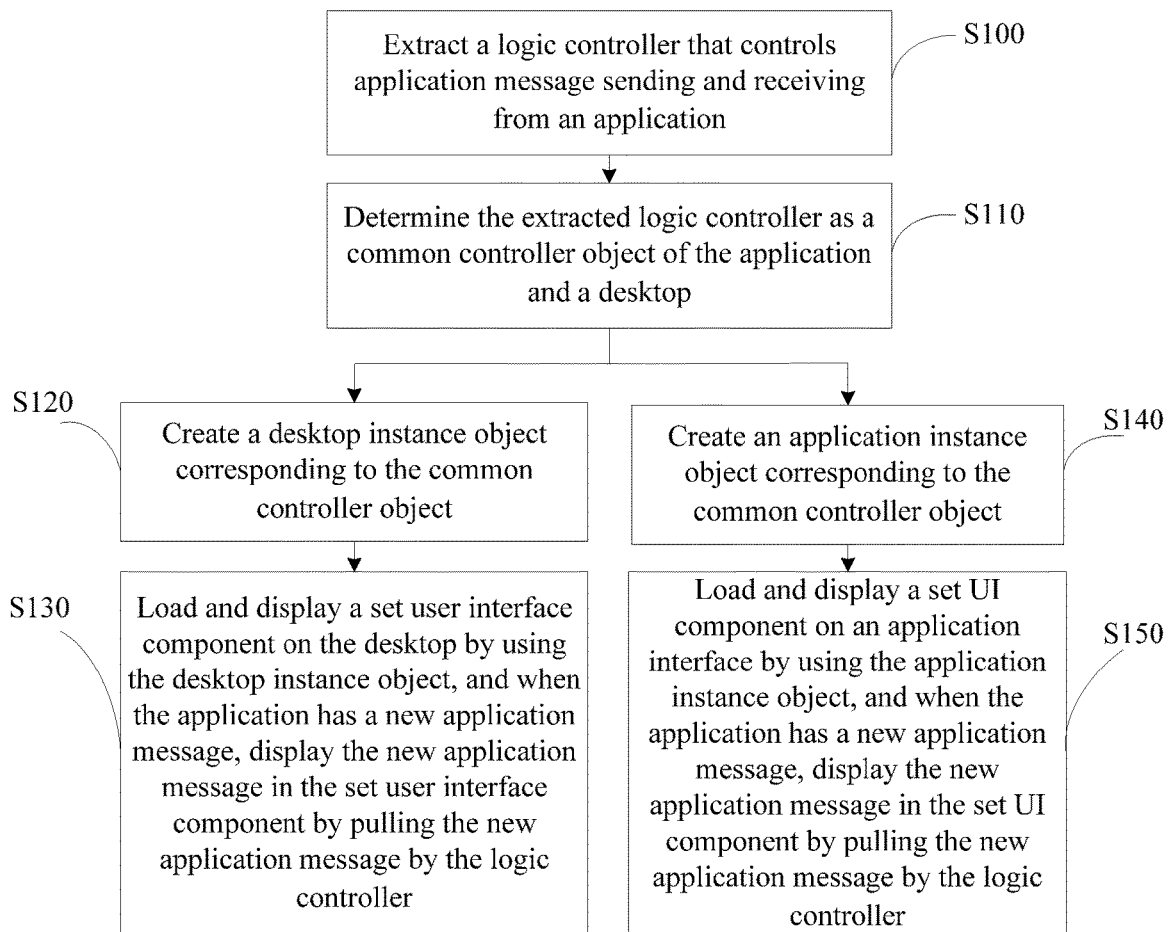 Extract a logic controller that controls
application message sending and receiving
from an application
S100
Determine the extracted logic controller as a
common controller object of the application
and a desktop
S110
S120
Create a desktop instance object
corresponding to the common
controller object
Create an application instance
object corresponding to the
common controller object
S140
S130
Load and display a set user interface
component on the desktop by using
the desktop instance object, and when
the application has a new application
message, display the new application
message in the set user interface
component by pulling the new
application message by the logic
controller
Load and display a set UI
component on an application
interface by using the application
instance object, and when the
application has a new application
message, display the new
application message in the set UI
component by pulling the new
application message by the logic
controller
S150